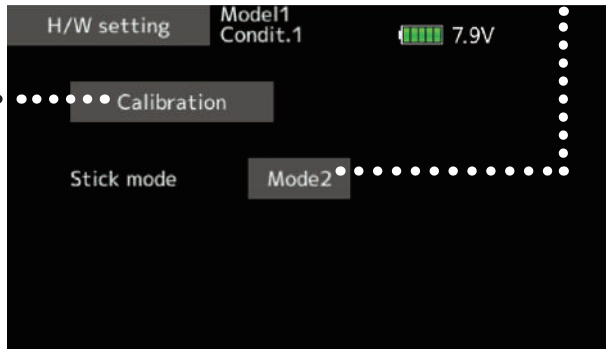 H/W setting
Model1
Condit.1
7.9V
Calibration
Stick mode
Mode2